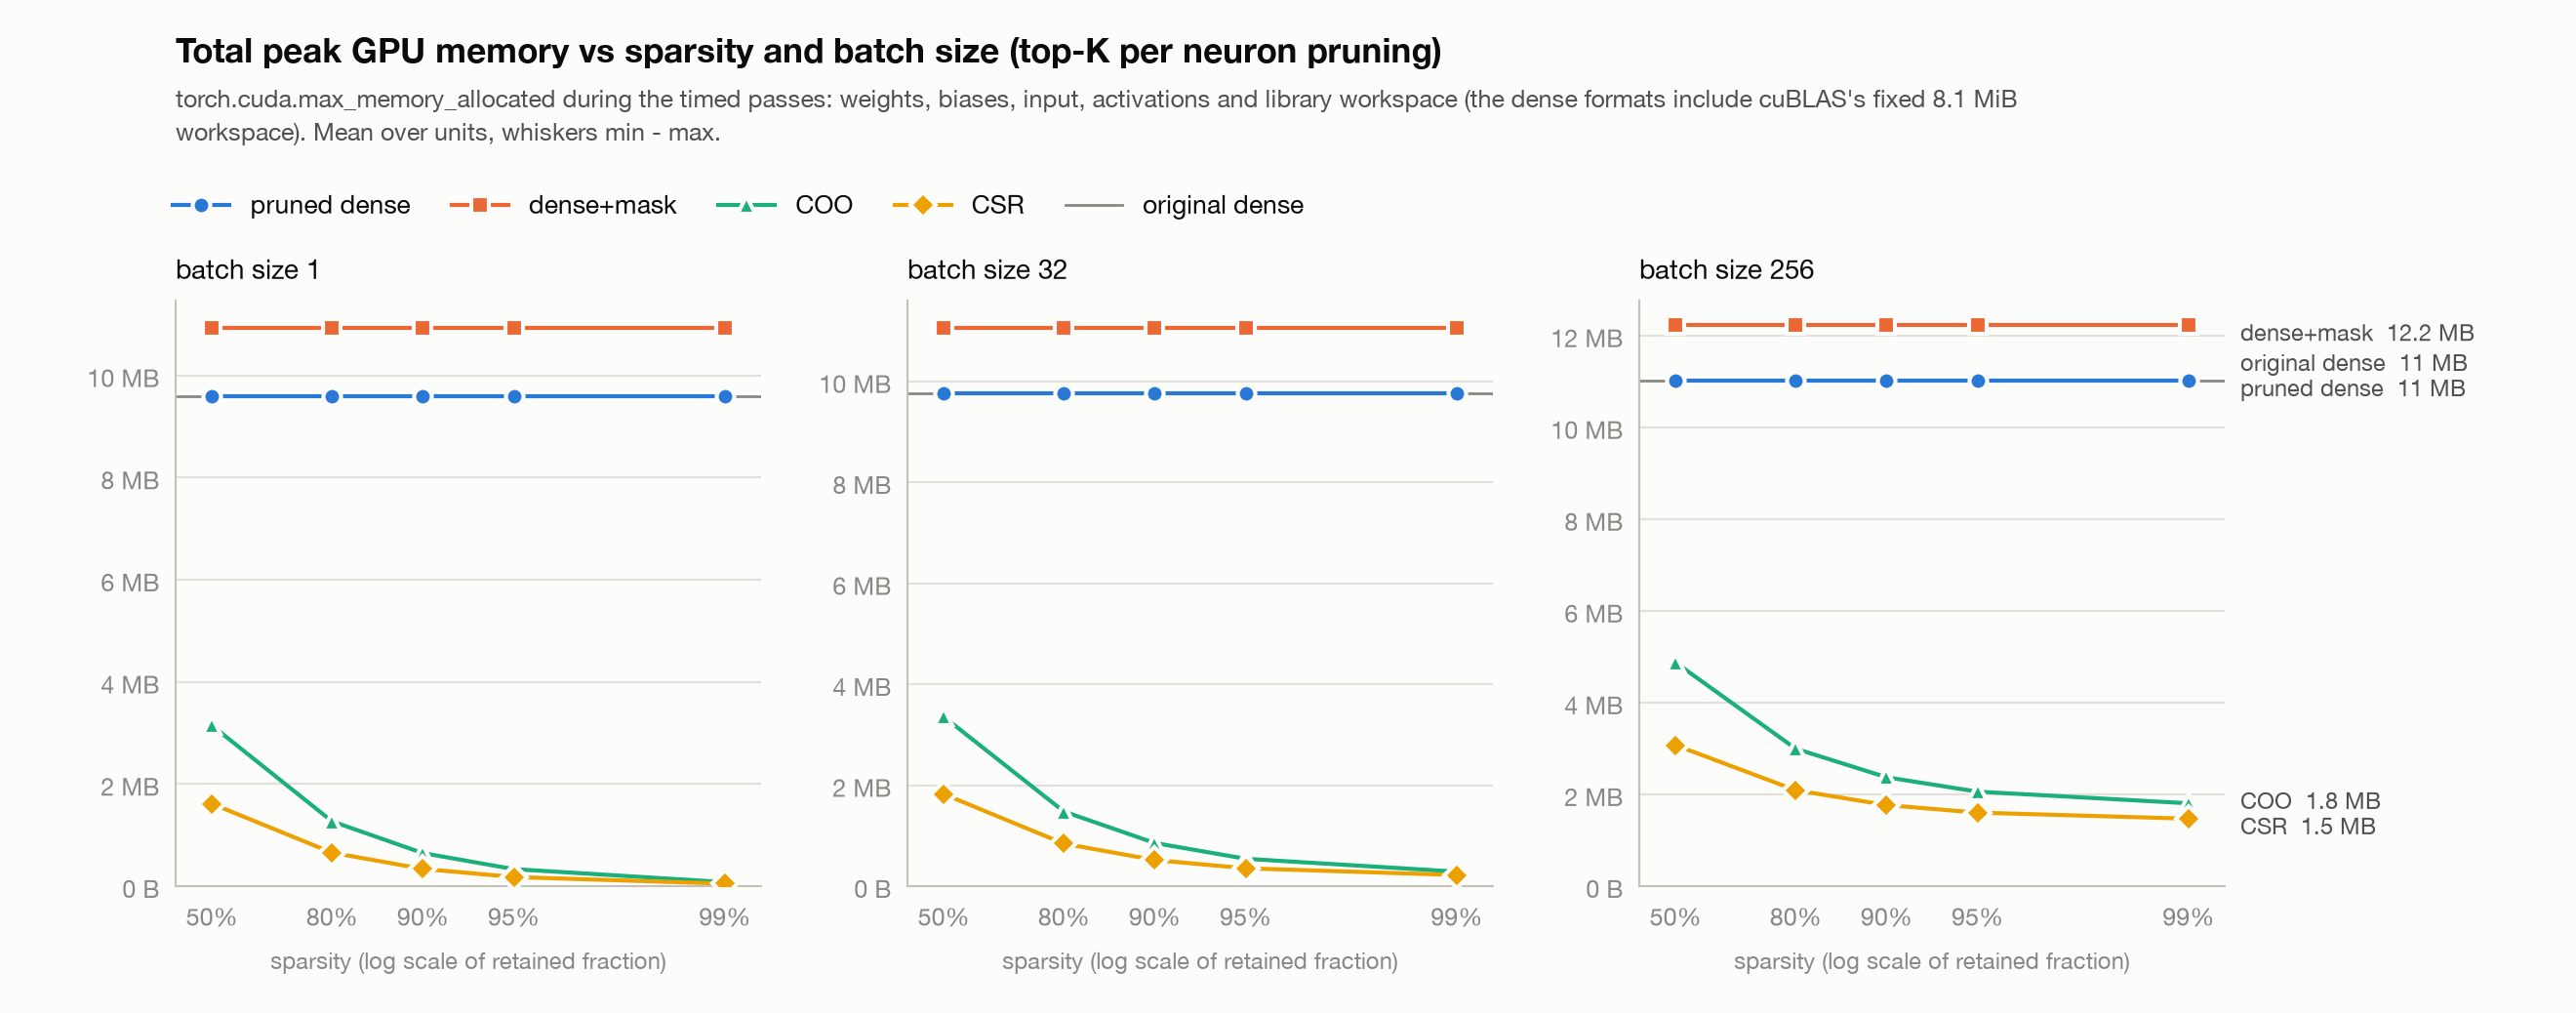 Total peak GPU memory vs sparsity and batch size (top-K per neuron pruning)
torch.cuda.max_memory_allocated during the timed passes: weights, biases, input, activations and library workspace (the dense formats include cuBLAS's fixed 8.1 MiB
workspace). Mean over units, whiskers min - max.
pruned dense dense+mask COO CSR original dense
batch size 1
10 MB
8 MB
6 MB
4 MB
2 MB
0 B
50% 80% 90% 95% 99%
sparsity (log scale of retained fraction)
batch size 32
10 MB
8 MB
6 MB
4 MB
2 MB
0 B
50% 80% 90% 95% 99%
sparsity (log scale of retained fraction)
batch size 256
12 MB
10 MB
8 MB
6 MB
4 MB
2 MB
0 B
50% 80% 90% 95% 99%
sparsity (log scale of retained fraction)
dense+mask 12.2 MB
original dense 11 MB
pruned dense 11 MB
COO 1.8 MB
CSR 1.5 MB